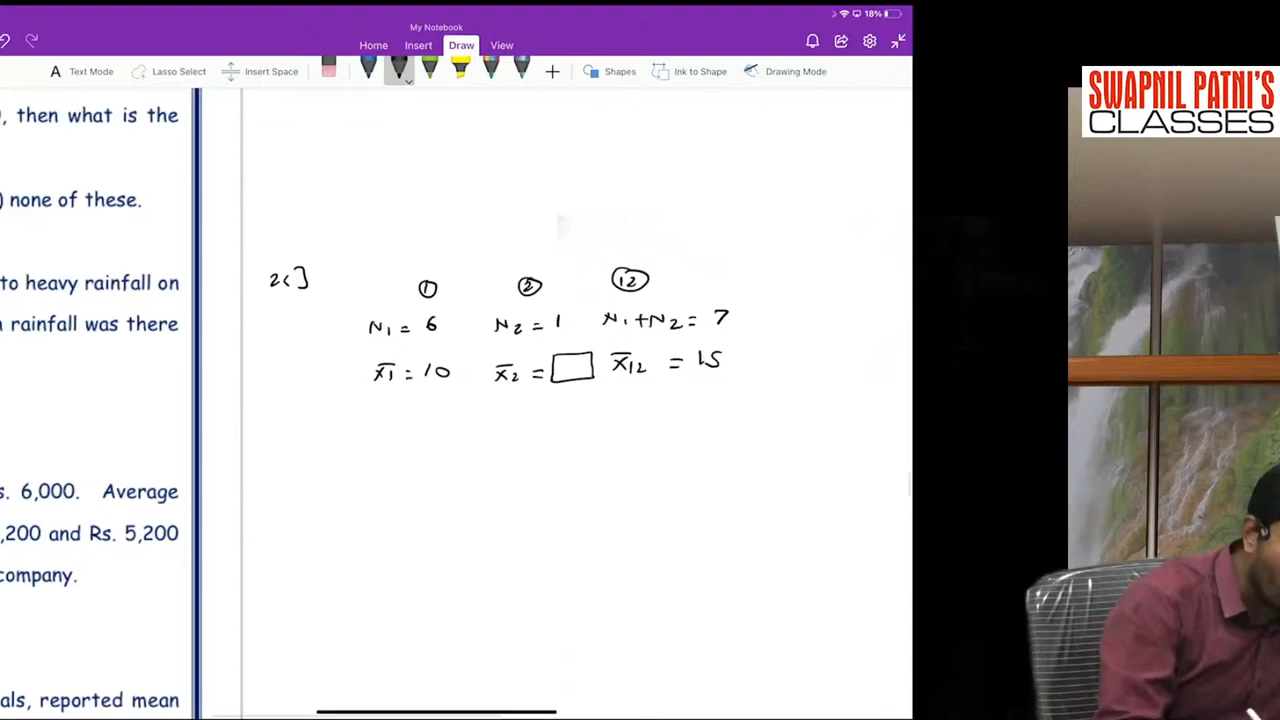 18%
My Notebook
Home Insert Draw View
A Text Mode Lasso Select Insert Space Shapes Ink to Shape Drawing Mode
SWAPNIL PATNI'S
CLASSES
, then what is the
) none of these.
to heavy rainfall on
rainfall was there
s. 6,000. Average
,200 and Rs. 5,200
company.
als, reported mean
① ② ⑫
N₁ = 6 N₂ = 1 N₁+N₂ = 7
x̄₁ = 10 x̄₂ = x̄₁₂ = 15